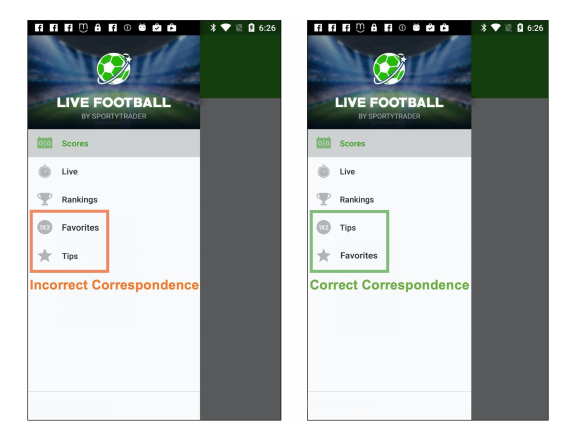 6:26
LIVE FOOTBALL
BY SPORTYTRADER
0|0 Scores
Live
Rankings
1X2 Favorites
Tips
Incorrect Correspondence
6:26
LIVE FOOTBALL
BY SPORTYTRADER
0|0 Scores
Live
Rankings
1X2 Tips
Favorites
Correct Correspondence